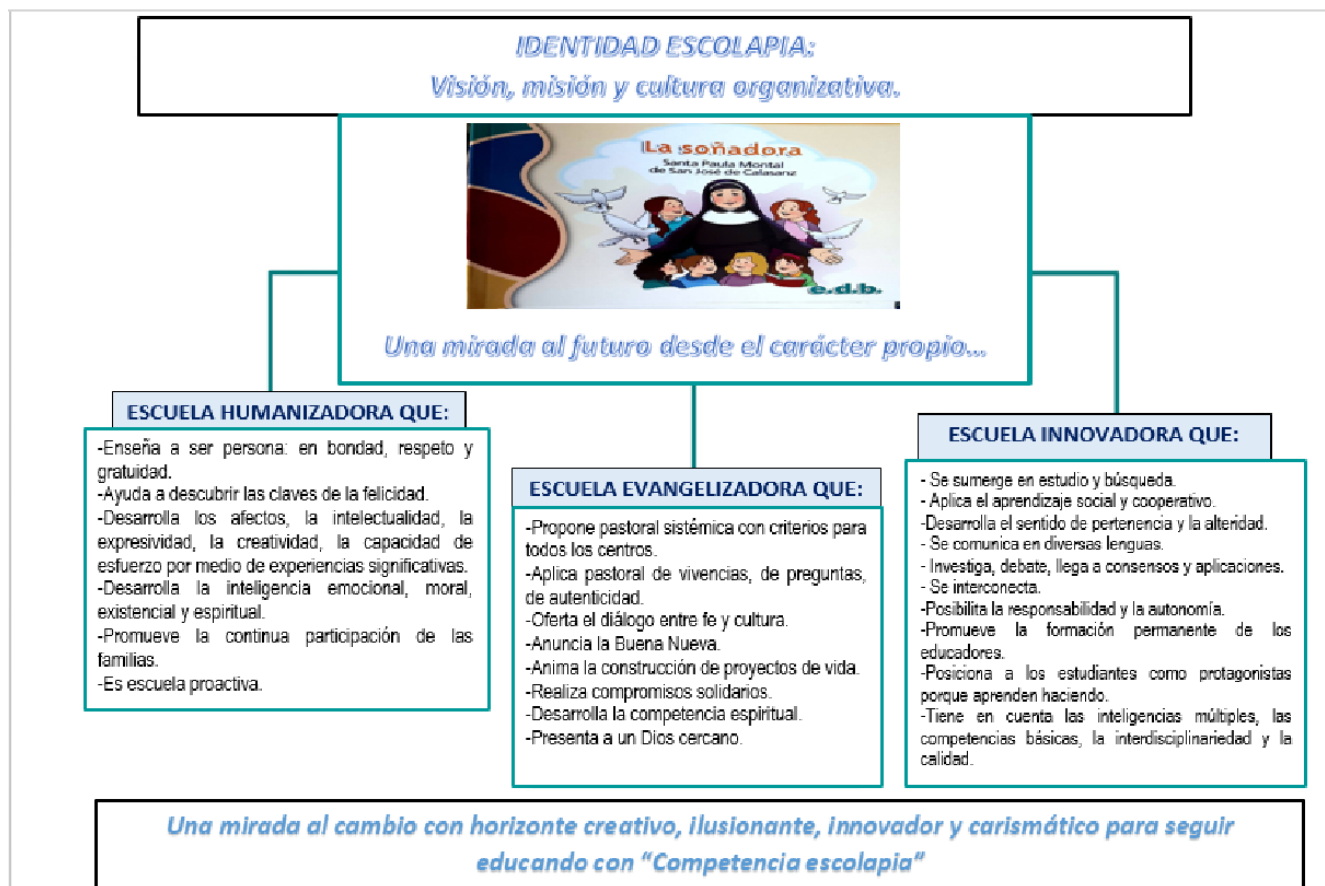 IDENTIDAD ESCOLAPIA:
Visión, misión y cultura organizativa.
La soñadora
Santa Paula Montal
de San José de Calasanz
e.d.b.
Una mirada al futuro desde el carácter propio...
ESCUELA HUMANIZADORA QUE:
-Enseña a ser persona: en bondad, respeto y
gratuidad.
-Ayuda a descubrir las claves de la felicidad.
-Desarrolla los afectos, la intelectualidad, la
expresividad, la creatividad, la capacidad de
esfuerzo por medio de experiencias significativas.
-Desarrolla la inteligencia emocional, moral,
existencial y espiritual.
-Promueve la continua participación de las
familias.
-Es escuela proactiva.
ESCUELA EVANGELIZADORA QUE:
-Propone pastoral sistémica con criterios para
todos los centros.
-Aplica pastoral de vivencias, de preguntas,
de autenticidad.
-Oferta el diálogo entre fe y cultura.
-Anuncia la Buena Nueva.
-Anima la construcción de proyectos de vida.
-Realiza compromisos solidarios.
-Desarrolla la competencia espiritual.
-Presenta a un Dios cercano.
ESCUELA INNOVADORA QUE:
- Se sumerge en estudio y búsqueda.
- Aplica el aprendizaje social y cooperativo.
-Desarrolla el sentido de pertenencia y la alteridad.
- Se comunica en diversas lenguas.
- Investiga, debate, llega a consensos y aplicaciones.
- Se interconecta.
-Posibilita la responsabilidad y la autonomía.
-Promueve la formación permanente de los
educadores.
-Posiciona a los estudiantes como protagonistas
porque aprenden haciendo.
-Tiene en cuenta las inteligencias múltiples, las
competencias básicas, la interdisciplinariedad y la
calidad.
Una mirada al cambio con horizonte creativo, ilusionante, innovador y carismático para seguir
educando con “Competencia escolapia”